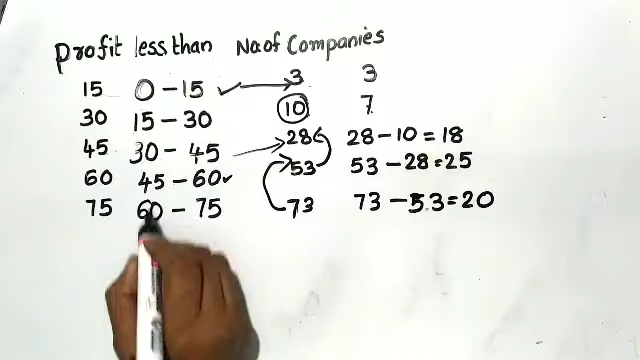 Profit less than No of Companies
15 0 - 15 3 3
30 15 - 30 10 7
45 30 - 45 28 28 - 10 = 18
60 45 - 60 53 53 - 28 = 25
75 60 - 75 73 73 - 53 = 20